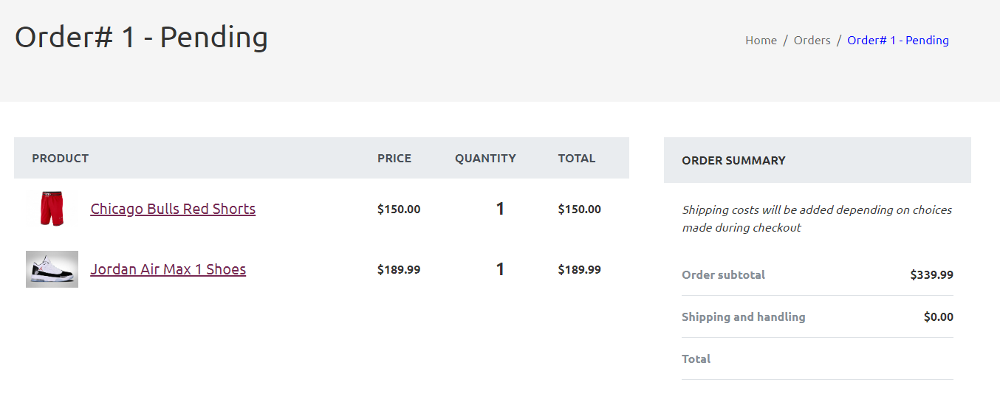 Order# 1 - Pending
Home / Orders / Order# 1 - Pending
PRODUCT PRICE QUANTITY TOTAL
Chicago Bulls Red Shorts $150.00 1 $150.00
Jordan Air Max 1 Shoes $189.99 1 $189.99
ORDER SUMMARY
Shipping costs will be added depending on choices
made during checkout
Order subtotal $339.99
Shipping and handling $0.00
Total